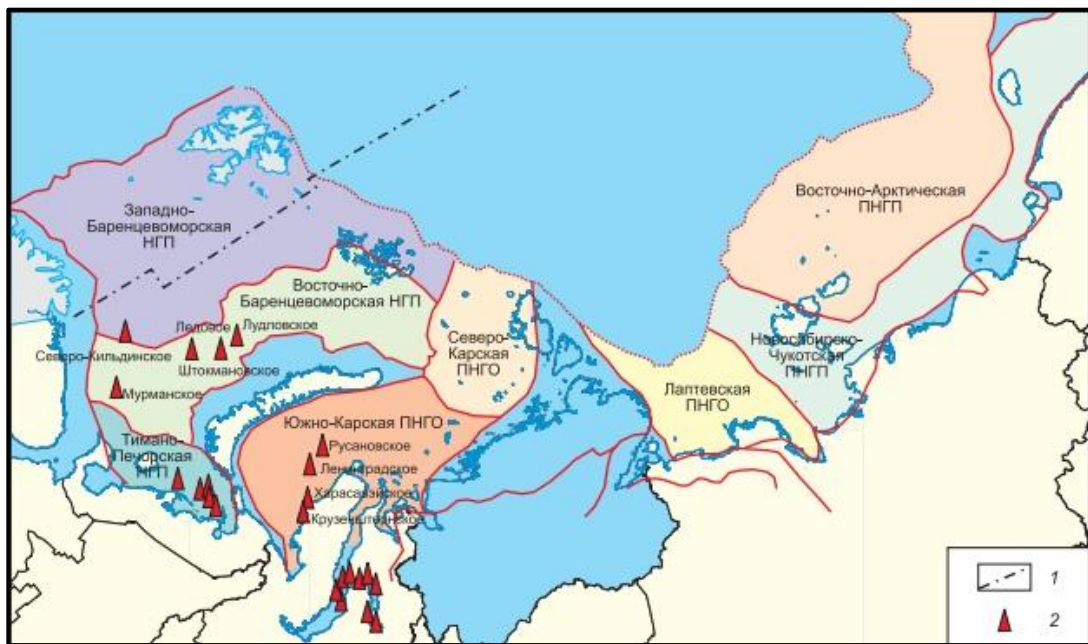 Западно-
Баренцевоморская
НГП
Восточно-
Баренцевоморская НГП
Ледовое
Лудловское
Северо-Кильдинское
Штокмановское
Мурманское
Тимано-
Печорская
НГП
Южно-Карская ПНГО
Русановское
Ленинградское
Харасавэйское
Крузенштернское
Северо-
Карская
ПНГО
Лаптевская
ПНГО
Новосибирско-
Чукотская
ПНГП
Восточно-Арктическая
ПНГП
1
2